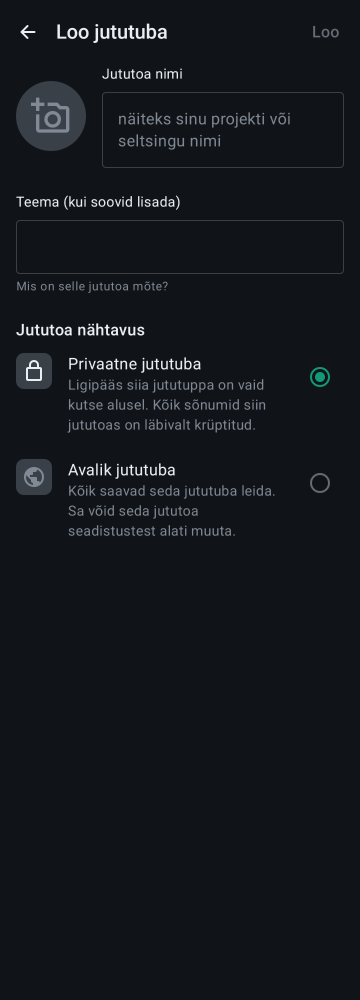 Loo jututuba
Loo
Jututoa nimi
näiteks sinu projekti või
seltsingu nimi
Teema (kui soovid lisada)
Mis on selle jututoa mõte?
Jututoa nähtavus
Privaatne jututuba
Ligipääs siia jututuppa on vaid
kutse alusel. Kõik sõnumid siin
jututoas on läbivalt krüptitud.
Avalik jututuba
Kõik saavad seda jututuba leida.
Sa võid seda jututoa
seadistustest alati muuta.